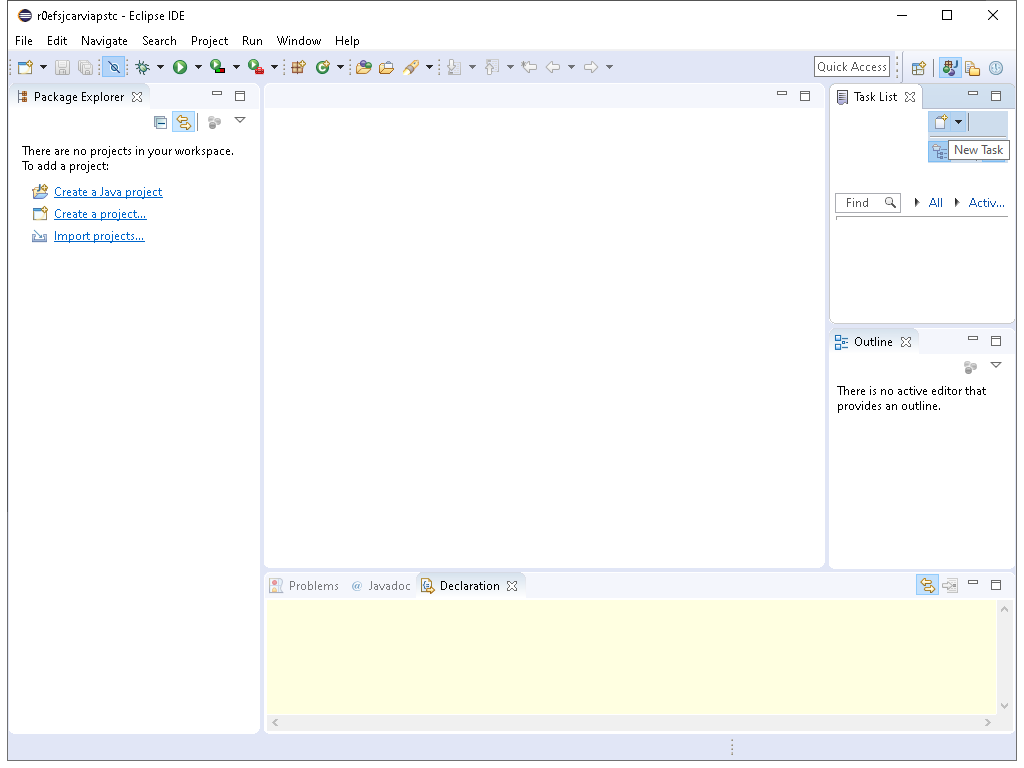 r0efsjcarviapstc - Eclipse IDE
File Edit Navigate Search Project Run Window Help
Quick Access
Package Explorer
There are no projects in your workspace.
To add a project:
Create a Java project
Create a project...
Import projects...
Task List
New Task
Find All Activ...
Outline
There is no active editor that
provides an outline.
Problems @ Javadoc Declaration